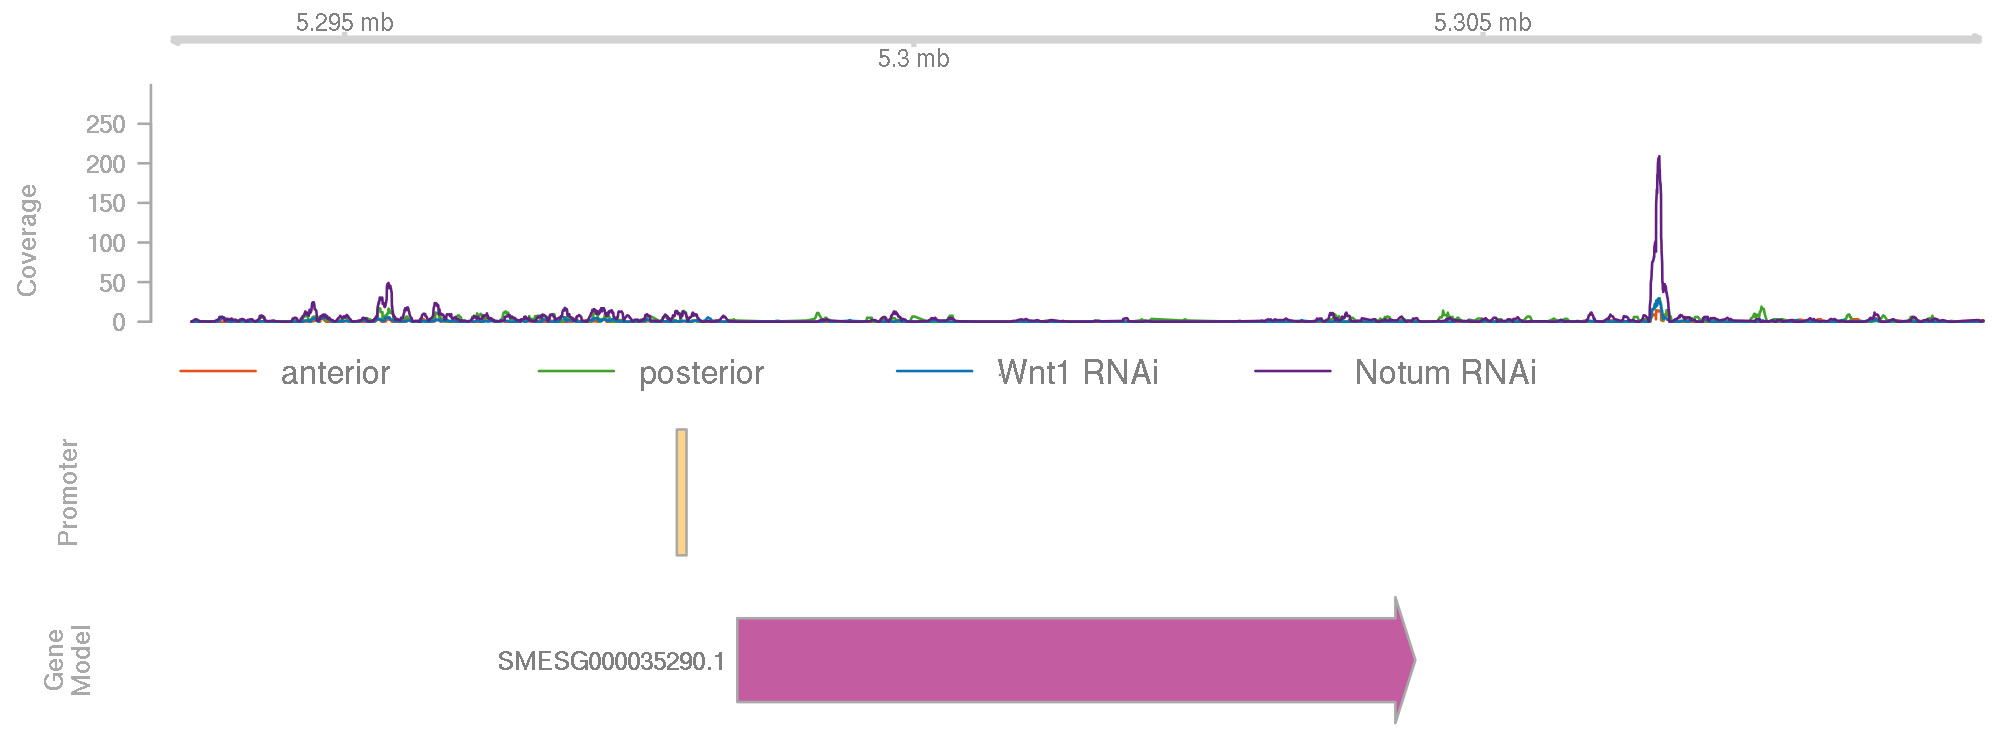 5.295 mb
5.305 mb
5.3 mb
Coverage
250
200
150
100
50
0
anterior posterior Wnt1 RNAi Notum RNAi
Promoter
Gene
Model
SMESG000035290.1